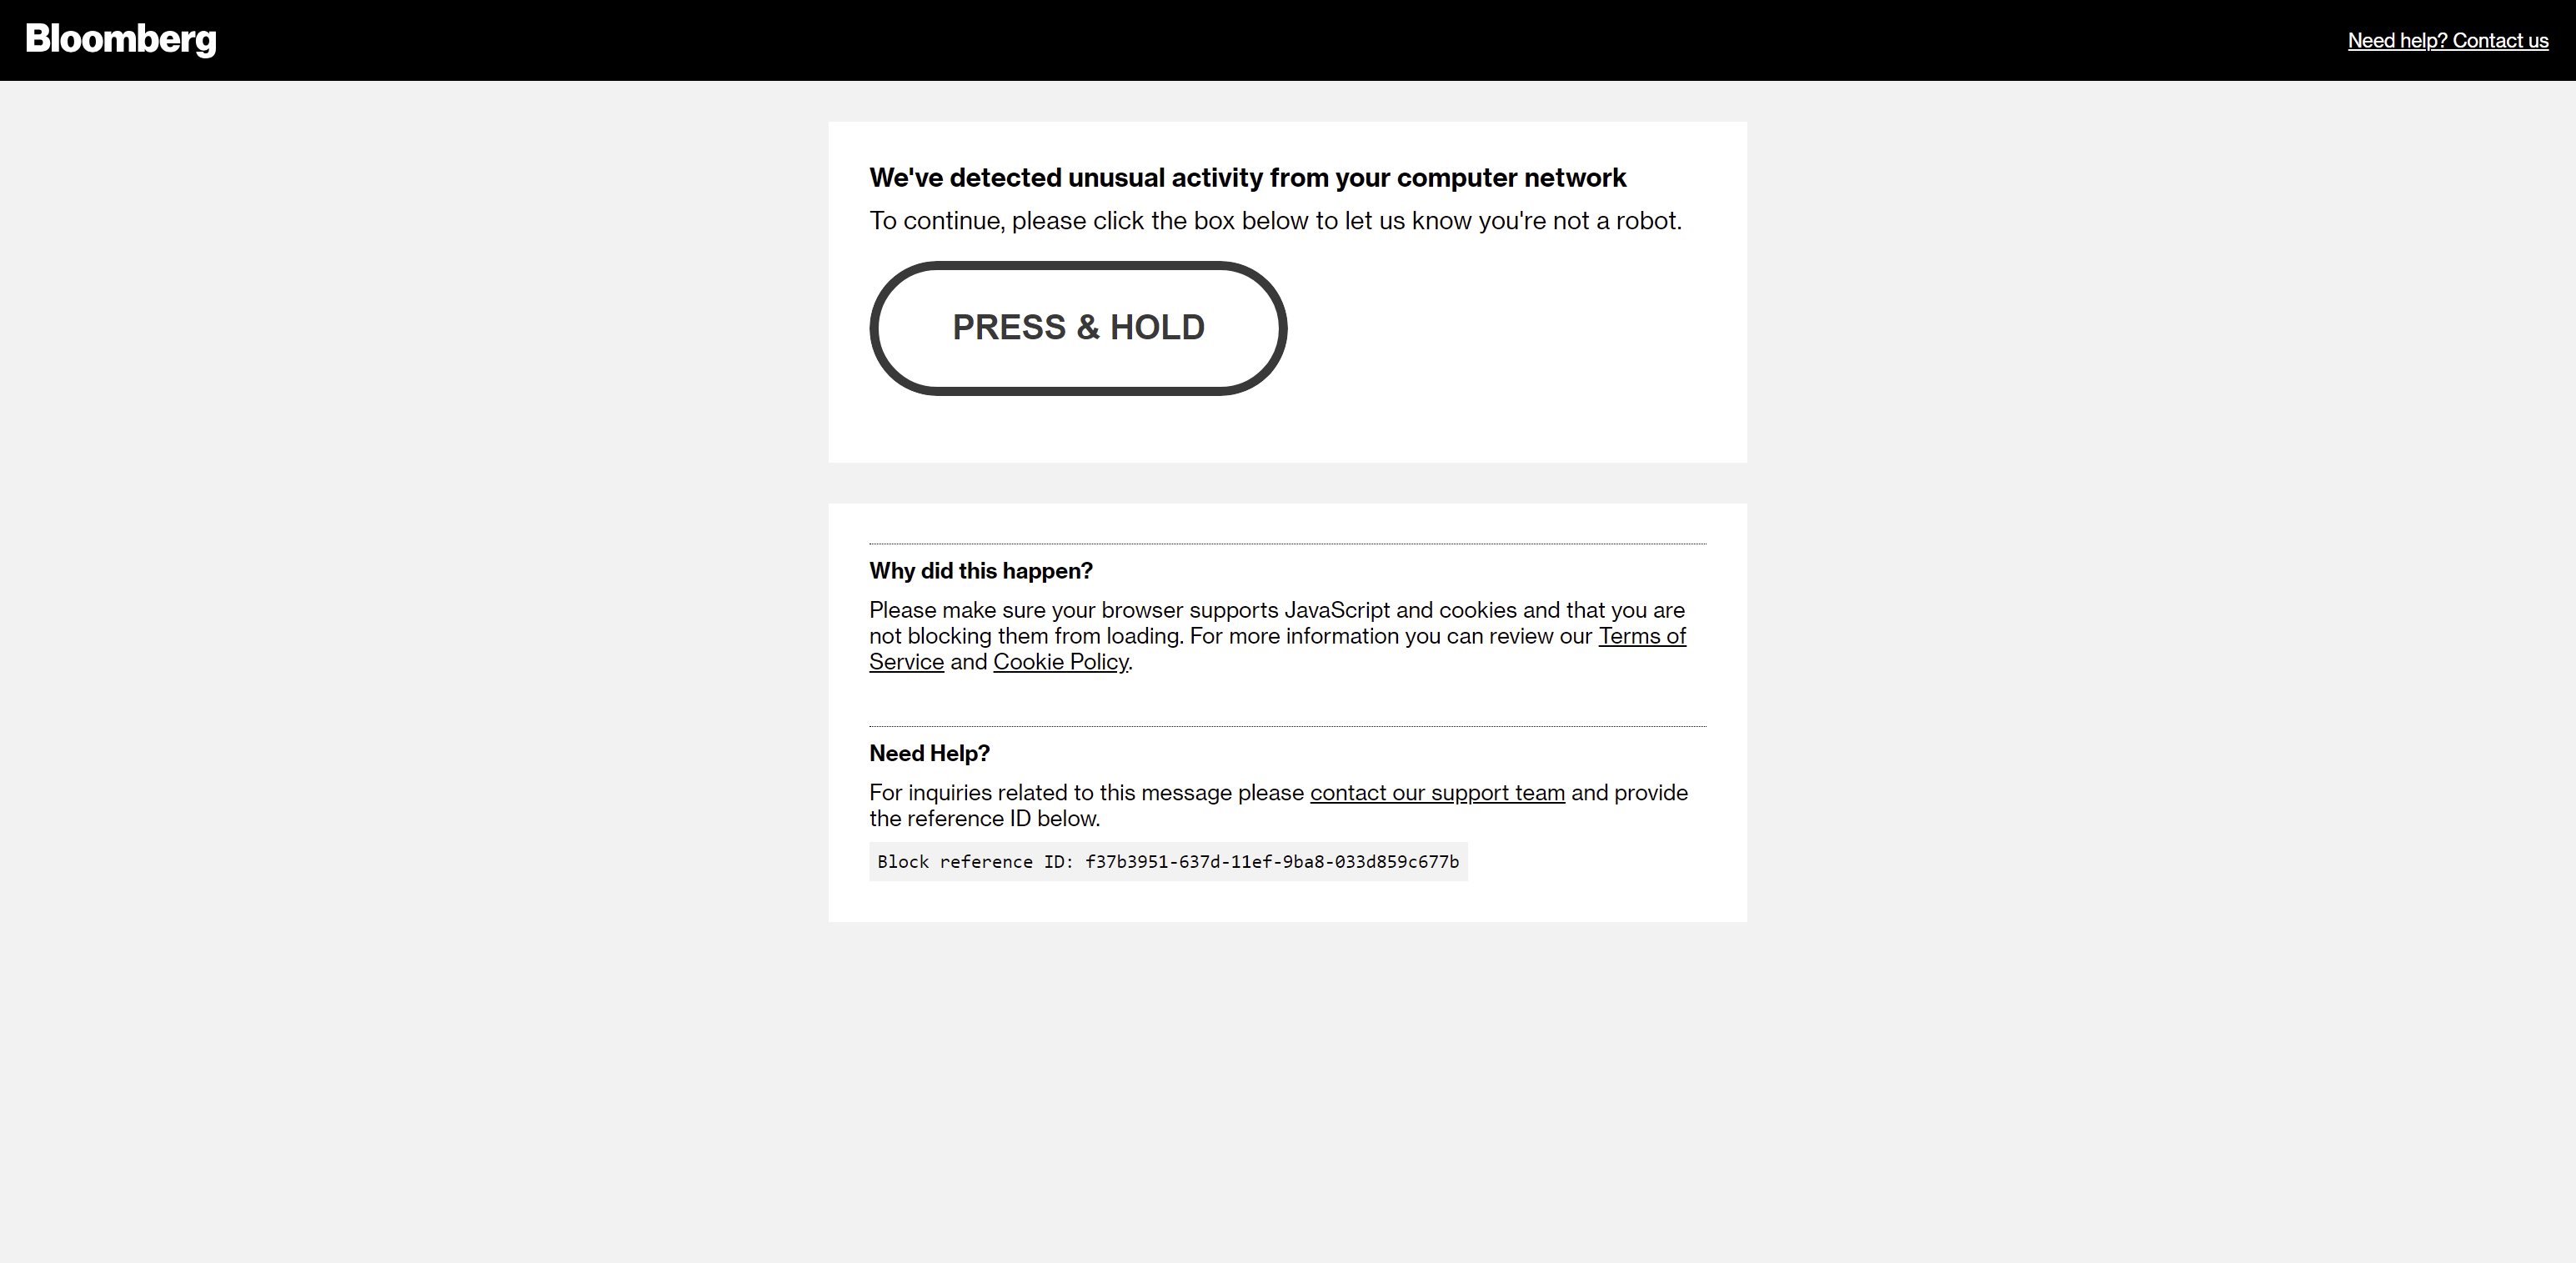 Bloomberg
Need help? Contact us
We've detected unusual activity from your computer network
To continue, please click the box below to let us know you're not a robot.
PRESS & HOLD
Why did this happen?
Please make sure your browser supports JavaScript and cookies and that you are
not blocking them from loading. For more information you can review our Terms of
Service and Cookie Policy.
Need Help?
For inquiries related to this message please contact our support team and provide
the reference ID below.
Block reference ID: f37b3951-637d-11ef-9ba8-033d859c677b